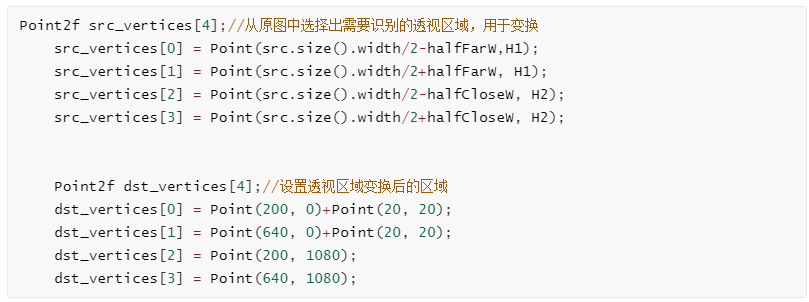 Point2f src_vertices[4];//从原图中选择出需要识别的透视区域，用于变换
    src_vertices[0] = Point(src.size().width/2-halfFarW,H1);
    src_vertices[1] = Point(src.size().width/2+halfFarW, H1);
    src_vertices[2] = Point(src.size().width/2-halfCloseW, H2);
    src_vertices[3] = Point(src.size().width/2+halfCloseW, H2);
    Point2f dst_vertices[4];//设置透视区域变换后的区域
    dst_vertices[0] = Point(200, 0)+Point(20, 20);
    dst_vertices[1] = Point(640, 0)+Point(20, 20);
    dst_vertices[2] = Point(200, 1080);
    dst_vertices[3] = Point(640, 1080);